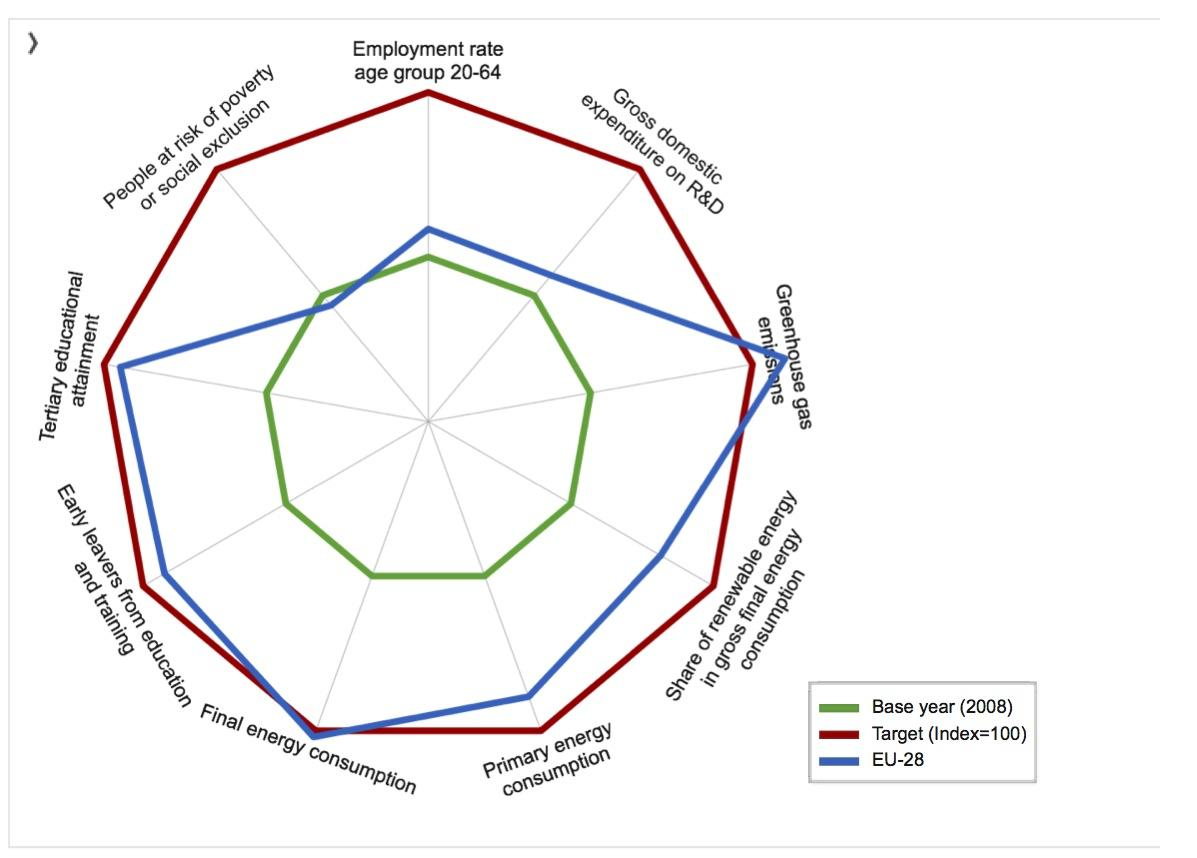 ❯
Employment rate
age group 20-64
Gross domestic
expenditure on R&D
Greenhouse gas
emissions
Share of renewable energy
in gross final energy
consumption
Primary energy
consumption
Final energy consumption
Early leavers from education
and training
Tertiary educational
attainment
People at risk of poverty
or social exclusion
Base year (2008)
Target (Index=100)
EU-28